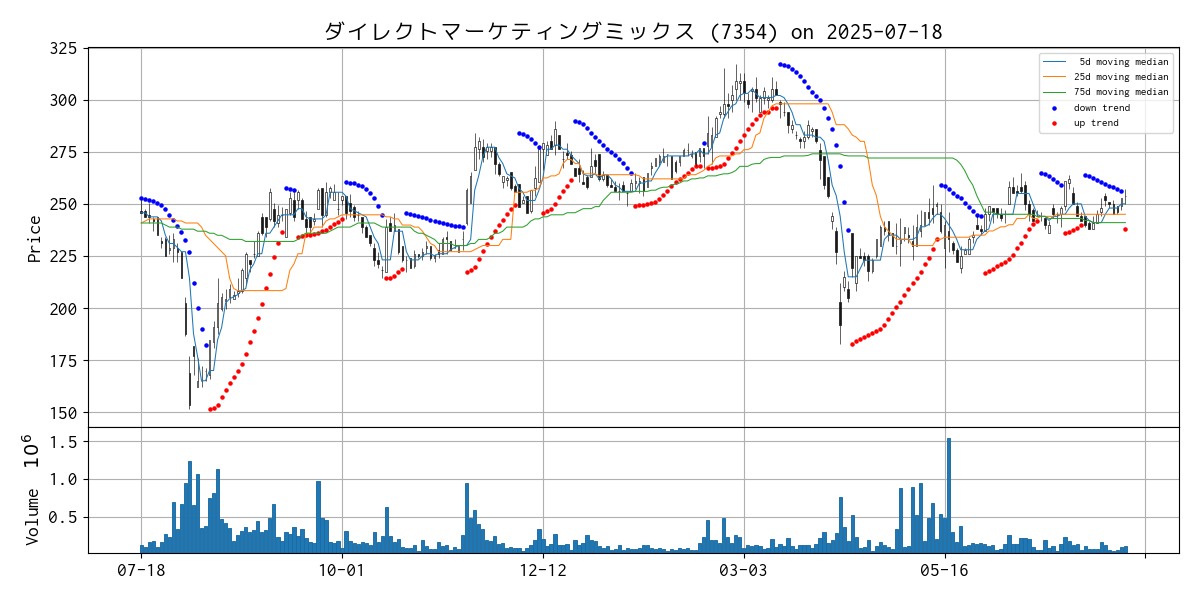 ダイレクトマーケティングミックス (7354) on 2025-07-18
325
300
275
250
225
200
175
150
Price
5d moving median
25d moving median
75d moving median
down trend
up trend
1.5
1.0
0.5
Volume 10^6
07-18
10-01
12-12
03-03
05-16